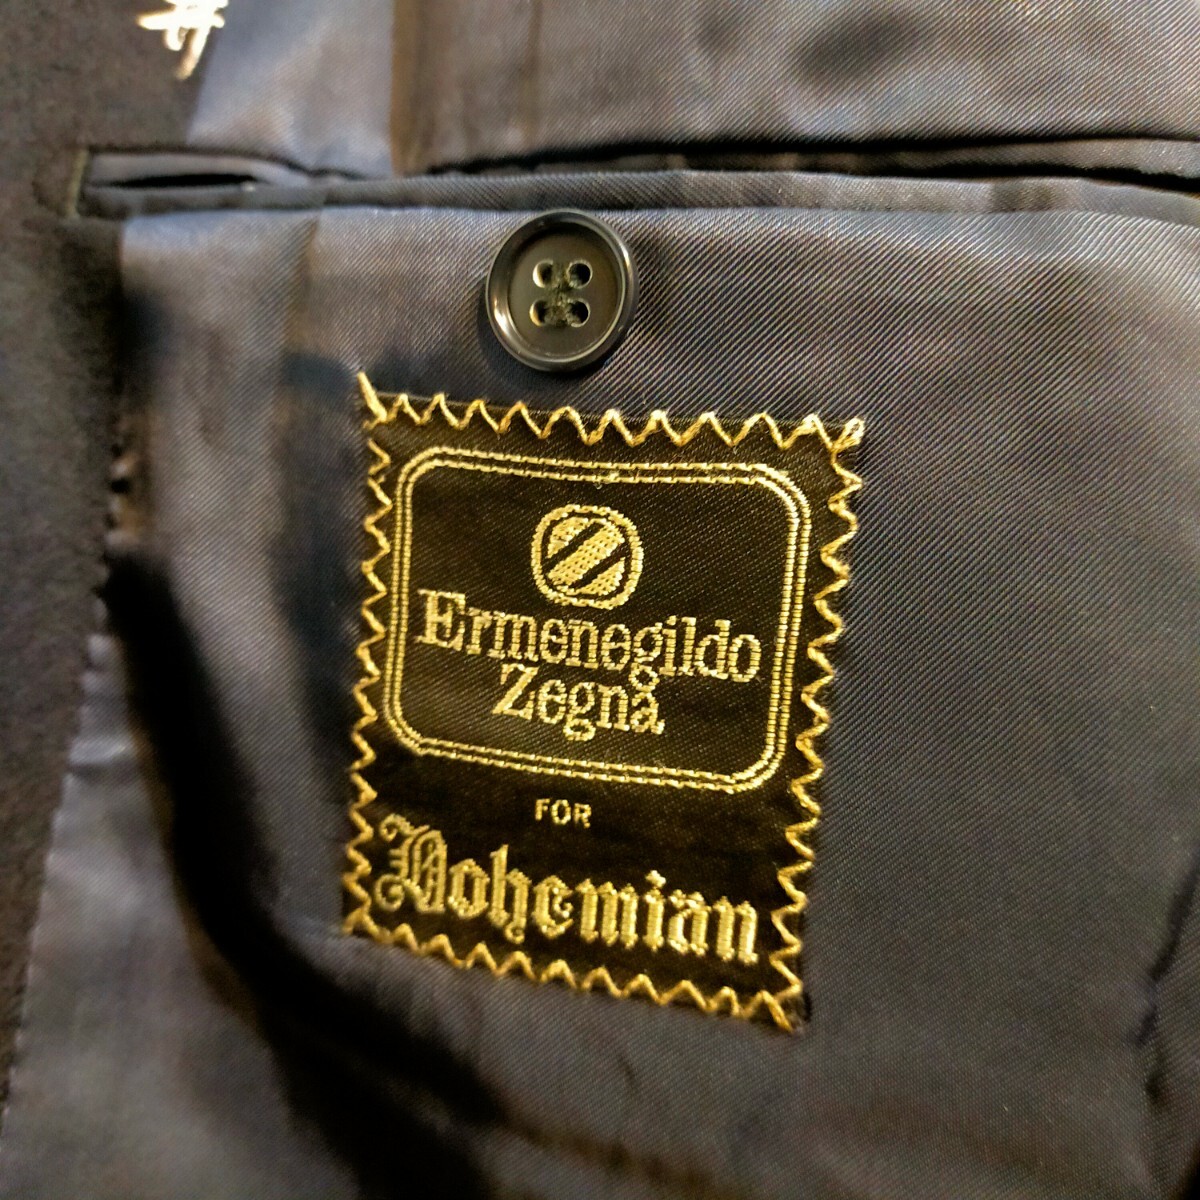 Ermenegildo
Zegna
FOR
Bohemian